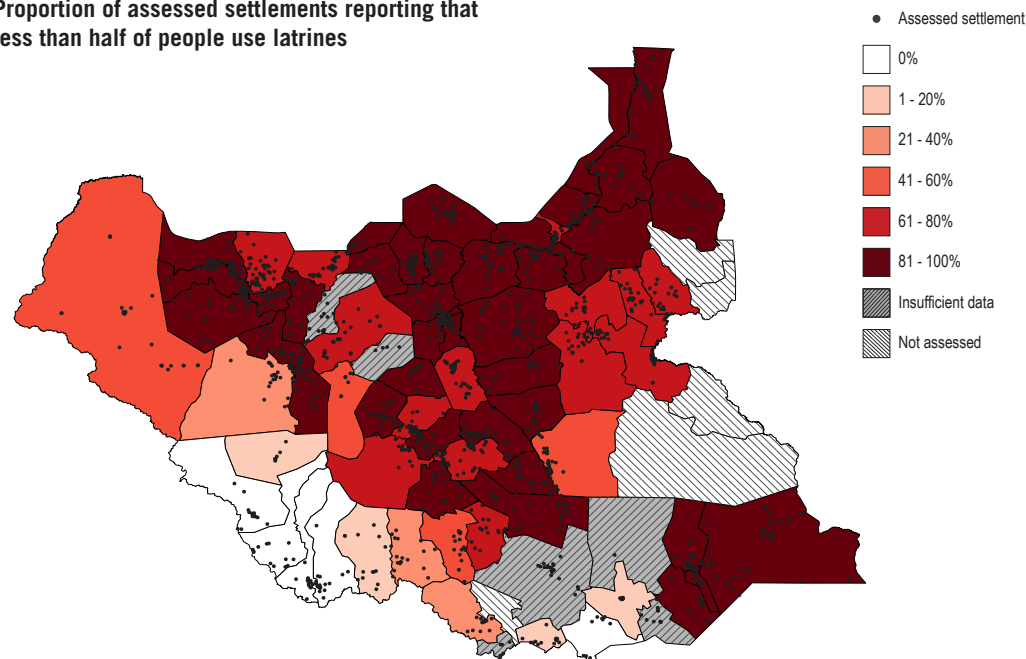 Proportion of assessed settlements reporting that
less than half of people use latrines
Assessed settlement
0%
1 - 20%
21 - 40%
41 - 60%
61 - 80%
81 - 100%
Insufficient data
Not assessed